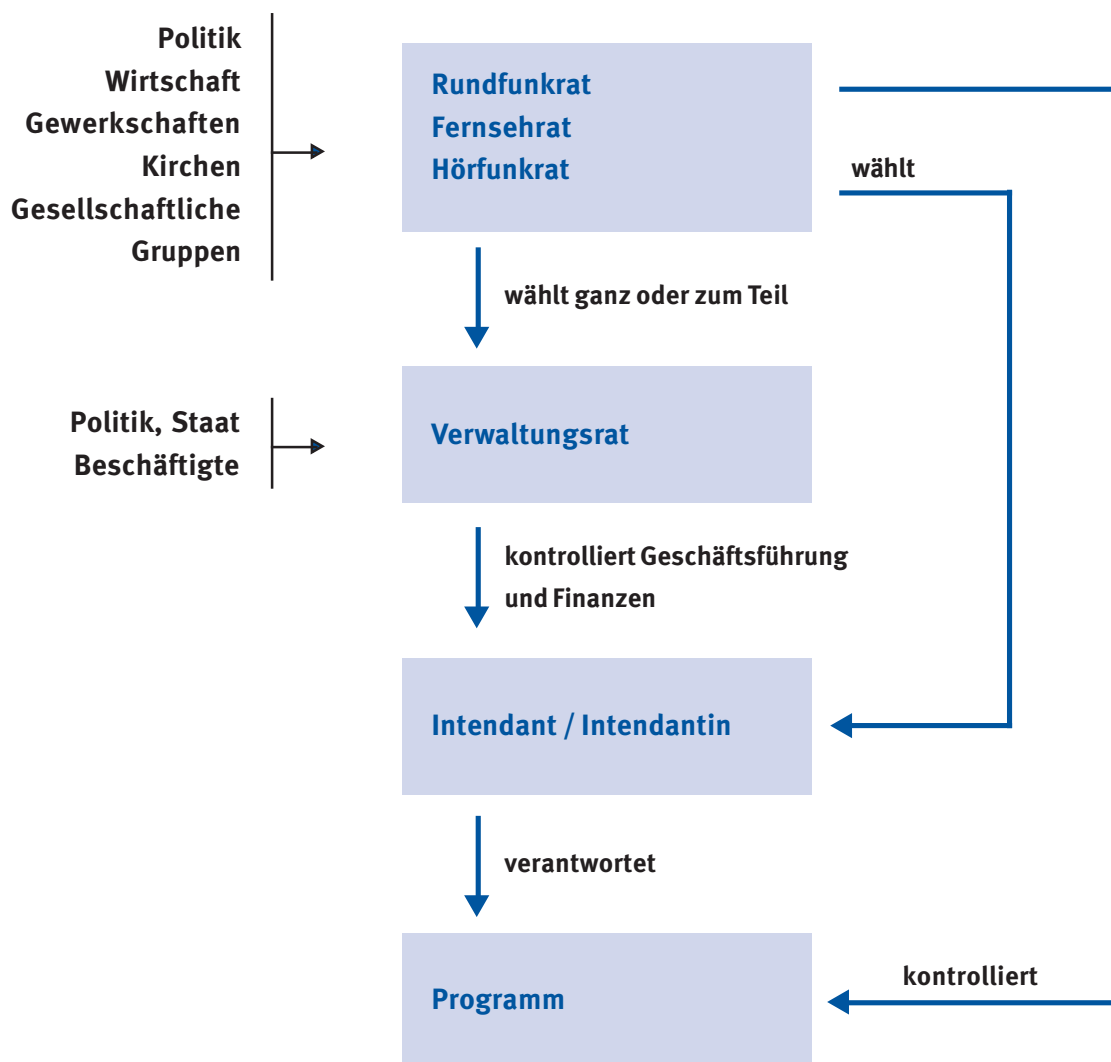 Politik
Wirtschaft
Gewerkschaften
Kirchen
Gesellschaftliche
Gruppen
Rundfunkrat
Fernsehrat
Hörfunkrat
wählt
wählt ganz oder zum Teil
Politik, Staat
Beschäftigte
Verwaltungsrat
kontrolliert Geschäftsführung
und Finanzen
Intendant / Intendantin
verantwortet
Programm
kontrolliert